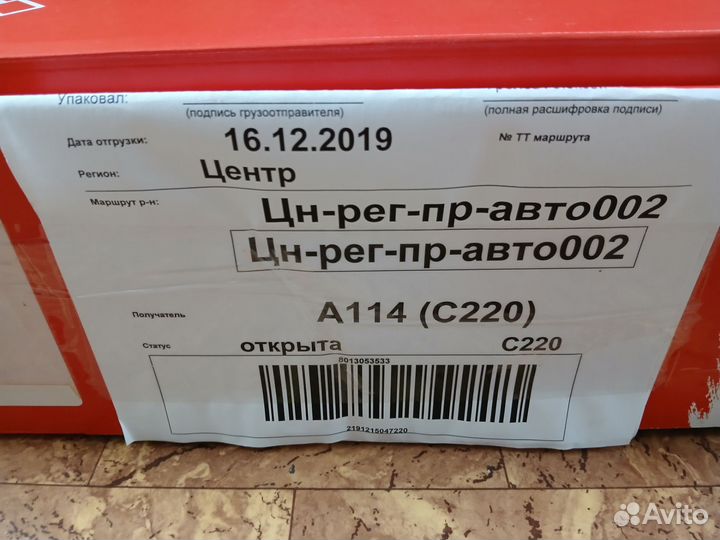 Упаковал:
(подпись грузоотправителя) (полная расшифровка подписи)
Дата отгрузки: 16.12.2019 № ТТ маршрута
Регион: Центр
Маршрут р-н: Цн-рег-пр-авто002
Цн-рег-пр-авто002
Получатель А114 (С220)
Статус открыта С220
8013053533
2191215047220
Avito